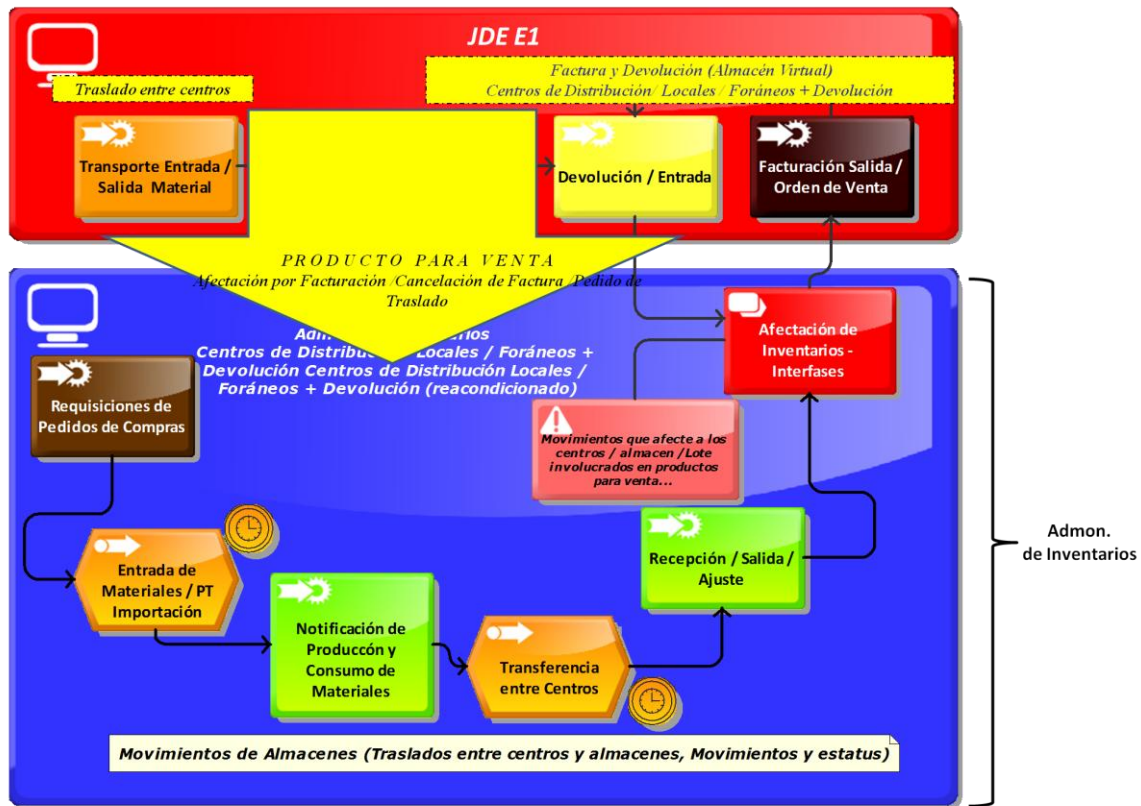 JDE E1
Traslado entre centros
Factura y Devolución (Almacén Virtual)
Centros de Distribución/ Locales / Foráneos + Devolución
Transporte Entrada /
Salida Material
Devolución / Entrada
Facturación Salida /
Orden de Venta
PRODUCTO PARA VENTA
Afectación por Facturación /Cancelación de Factura /Pedido de
Traslado
Centros de Locales / Foráneos +
Devolución Centros de Distribución Locales /
Foráneos + Devolución (reacondicionado)
Requisiciones de
Pedidos de Compras
Afectación de
Inventarios -
Interfases
Movimientos que afecte a los
centros / almacen /Lote
involucrados en productos
para venta...
Admon.
de Inventarios
Recepción / Salida /
Ajuste
Entrada de
Materiales / PT
Importación
Notificación de
Produccón y
Consumo de
Materiales
Transferencia
entre Centros
Movimientos de Almacenes (Traslados entre centros y almacenes, Movimientos y estatus)